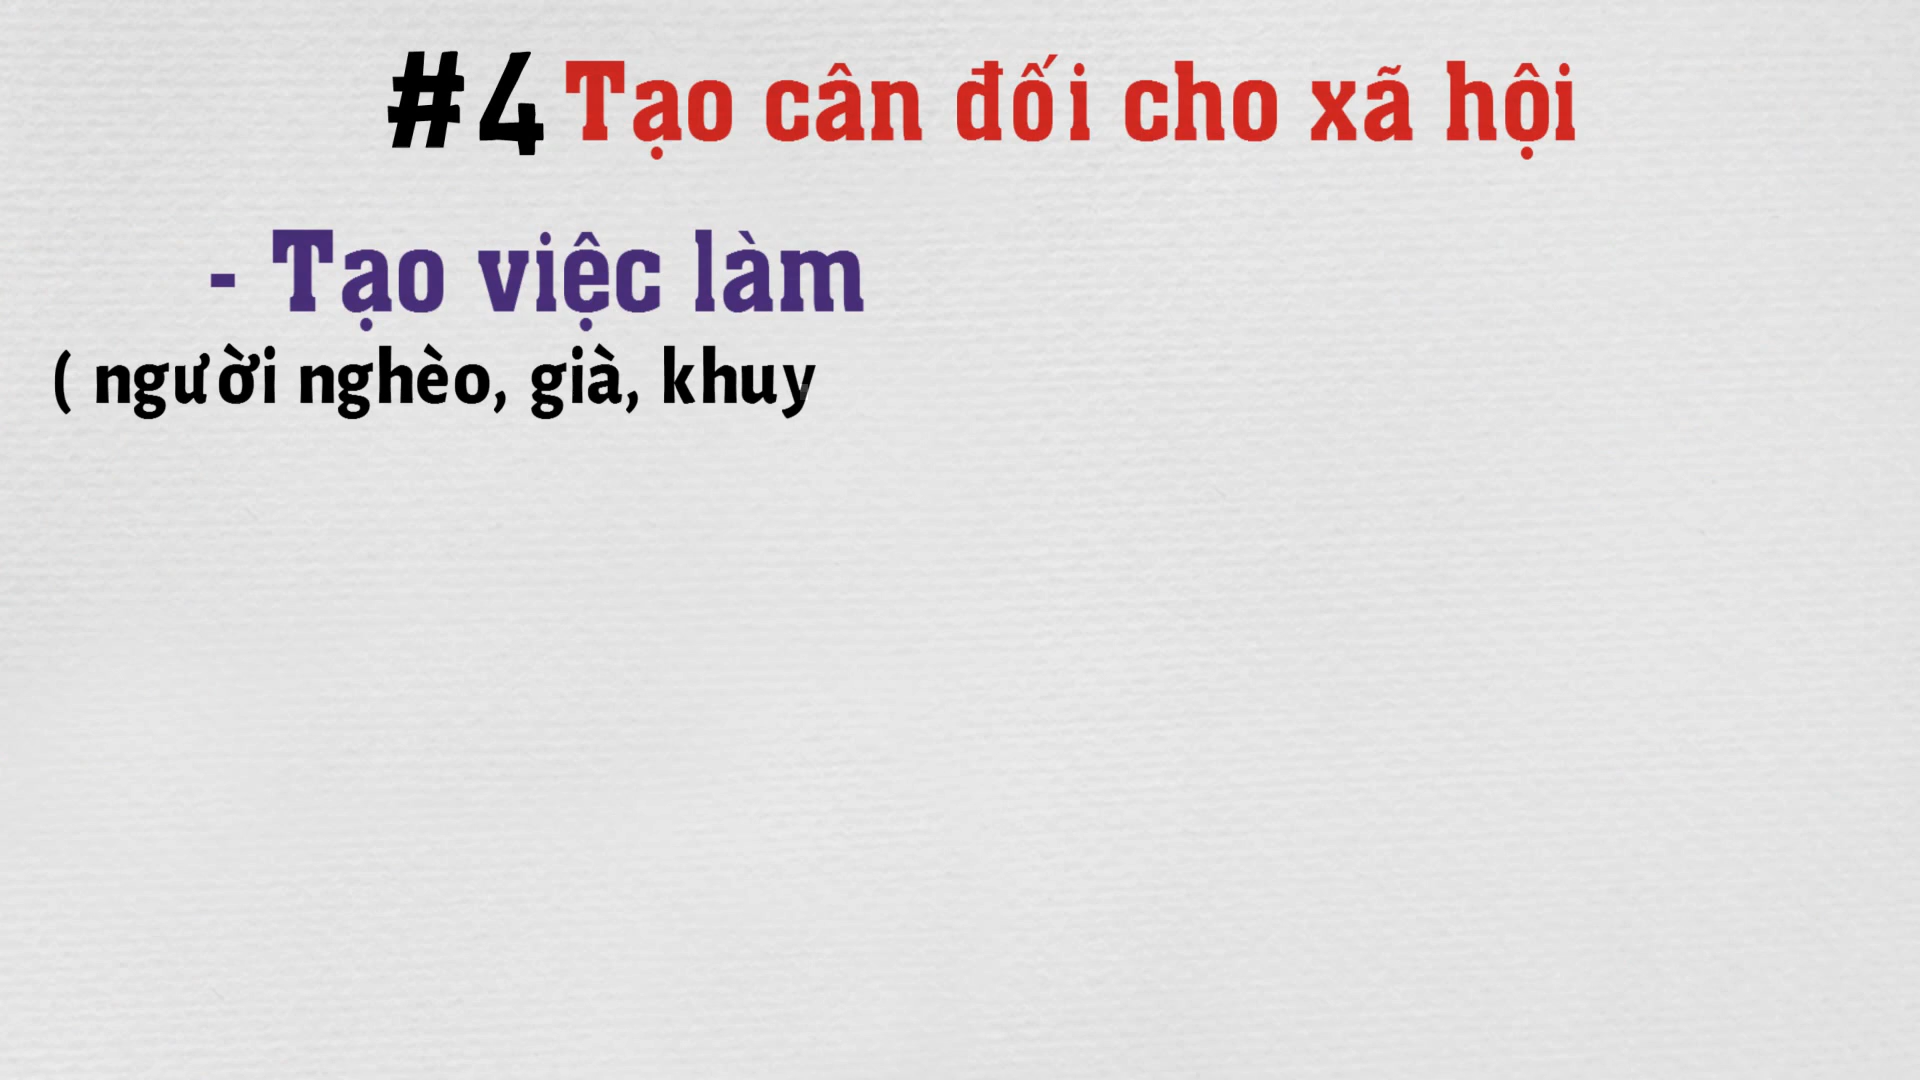 #4 Tạo cân đối cho xã hội
- Tạo việc làm
( người nghèo, già, khuy